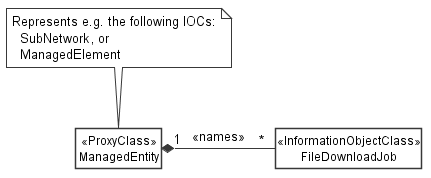 Represents e.g. the following IOCs:
SubNetwork, or
ManagedElement
«ProxyClass»
ManagedEntity
1 «names» *
«InformationObjectClass»
FileDownloadJob